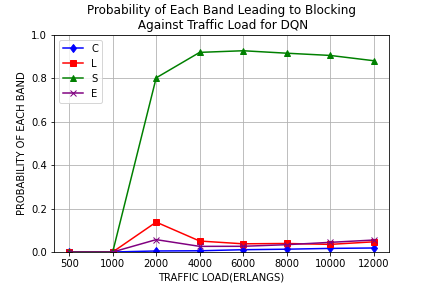 Probability of Each Band Leading to Blocking
Against Traffic Load for DQN
1.0
C
L
S
E
0.8
0.6
0.4
0.2
0.0
PROBABILITY OF EACH BAND
500 1000 2000 4000 6000 8000 10000 12000
TRAFFIC LOAD(ERLANGS)